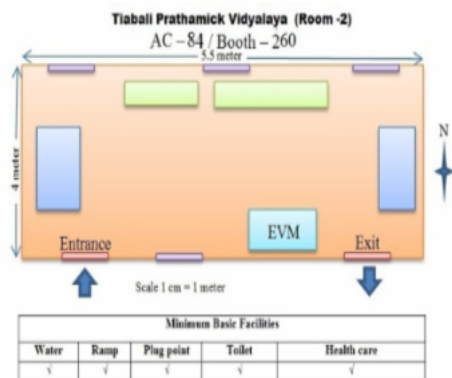 Tiabali Prathamick Vidyalaya (Room -2)
AC – 84 / Booth – 260
5.5 meter
4 meter
N
EVM
Entrance
Exit
Scale 1 cm = 1 meter
Minimum Basic Facilities
Water Ramp Plug point Toilet Health care
√ √ √ √ √